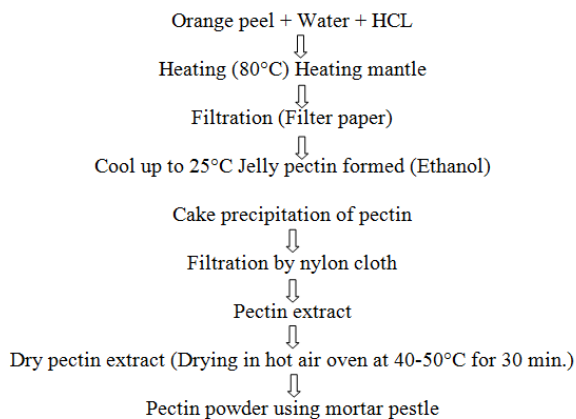 Orange peel + Water + HCL
Heating (80°C) Heating mantle
Filtration (Filter paper)
Cool up to 25°C Jelly pectin formed (Ethanol)
Cake precipitation of pectin
Filtration by nylon cloth
Pectin extract
Dry pectin extract (Drying in hot air oven at 40-50°C for 30 min.)
Pectin powder using mortar pestle